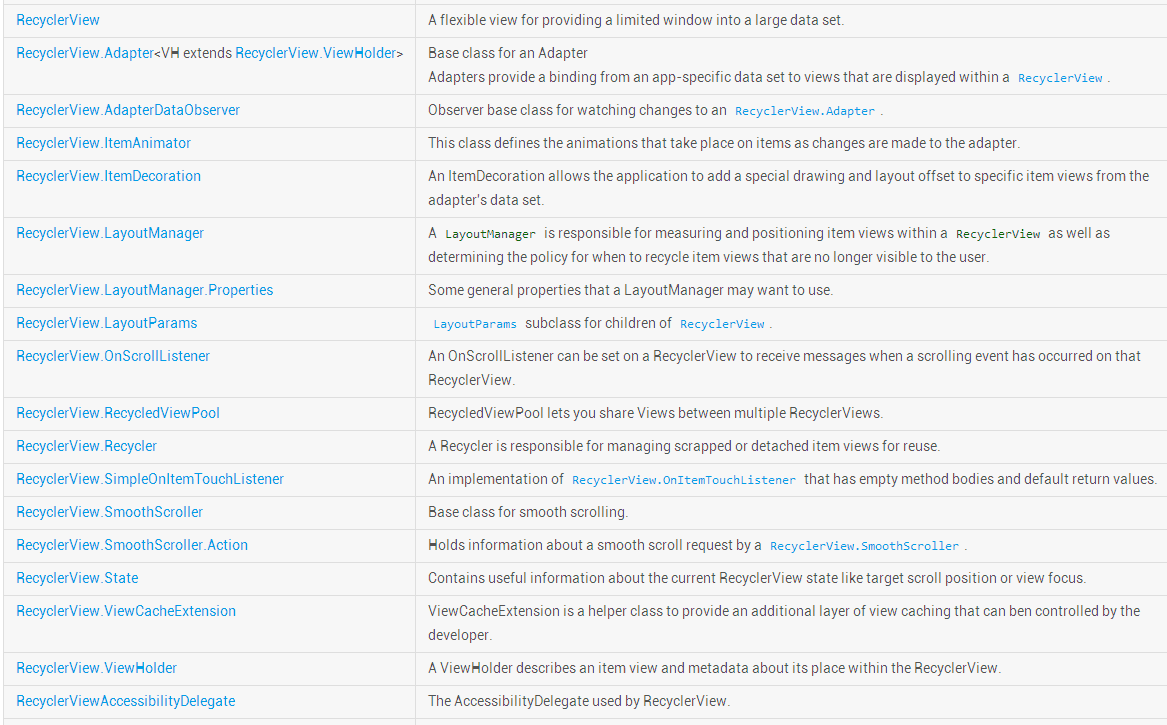 RecyclerView A flexible view for providing a limited window into a large data set.
RecyclerView.Adapter<VH extends RecyclerView.ViewHolder> Base class for an Adapter
Adapters provide a binding from an app-specific data set to views that are displayed within a RecyclerView .
RecyclerView.AdapterDataObserver Observer base class for watching changes to an RecyclerView.Adapter .
RecyclerView.ItemAnimator This class defines the animations that take place on items as changes are made to the adapter.
RecyclerView.ItemDecoration An ItemDecoration allows the application to add a special drawing and layout offset to specific item views from the
adapter's data set.
RecyclerView.LayoutManager A LayoutManager is responsible for measuring and positioning item views within a RecyclerView as well as
determining the policy for when to recycle item views that are no longer visible to the user.
RecyclerView.LayoutManager.Properties Some general properties that a LayoutManager may want to use.
RecyclerView.LayoutParams LayoutParams subclass for children of RecyclerView .
RecyclerView.OnScrollListener An OnScrollListener can be set on a RecyclerView to receive messages when a scrolling event has occurred on that
RecyclerView.
RecyclerView.RecycledViewPool RecycledViewPool lets you share Views between multiple RecyclerViews.
RecyclerView.Recycler A Recycler is responsible for managing scrapped or detached item views for reuse.
RecyclerView.SimpleOnItemTouchListener An implementation of RecyclerView.OnItemTouchListener that has empty method bodies and default return values.
RecyclerView.SmoothScroller Base class for smooth scrolling.
RecyclerView.SmoothScroller.Action Holds information about a smooth scroll request by a RecyclerView.SmoothScroller .
RecyclerView.State Contains useful information about the current RecyclerView state like target scroll position or view focus.
RecyclerView.ViewCacheExtension ViewCacheExtension is a helper class to provide an additional layer of view caching that can ben controlled by the
developer.
RecyclerView.ViewHolder A ViewHolder describes an item view and metadata about its place within the RecyclerView.
RecyclerViewAccessibilityDelegate The AccessibilityDelegate used by RecyclerView.